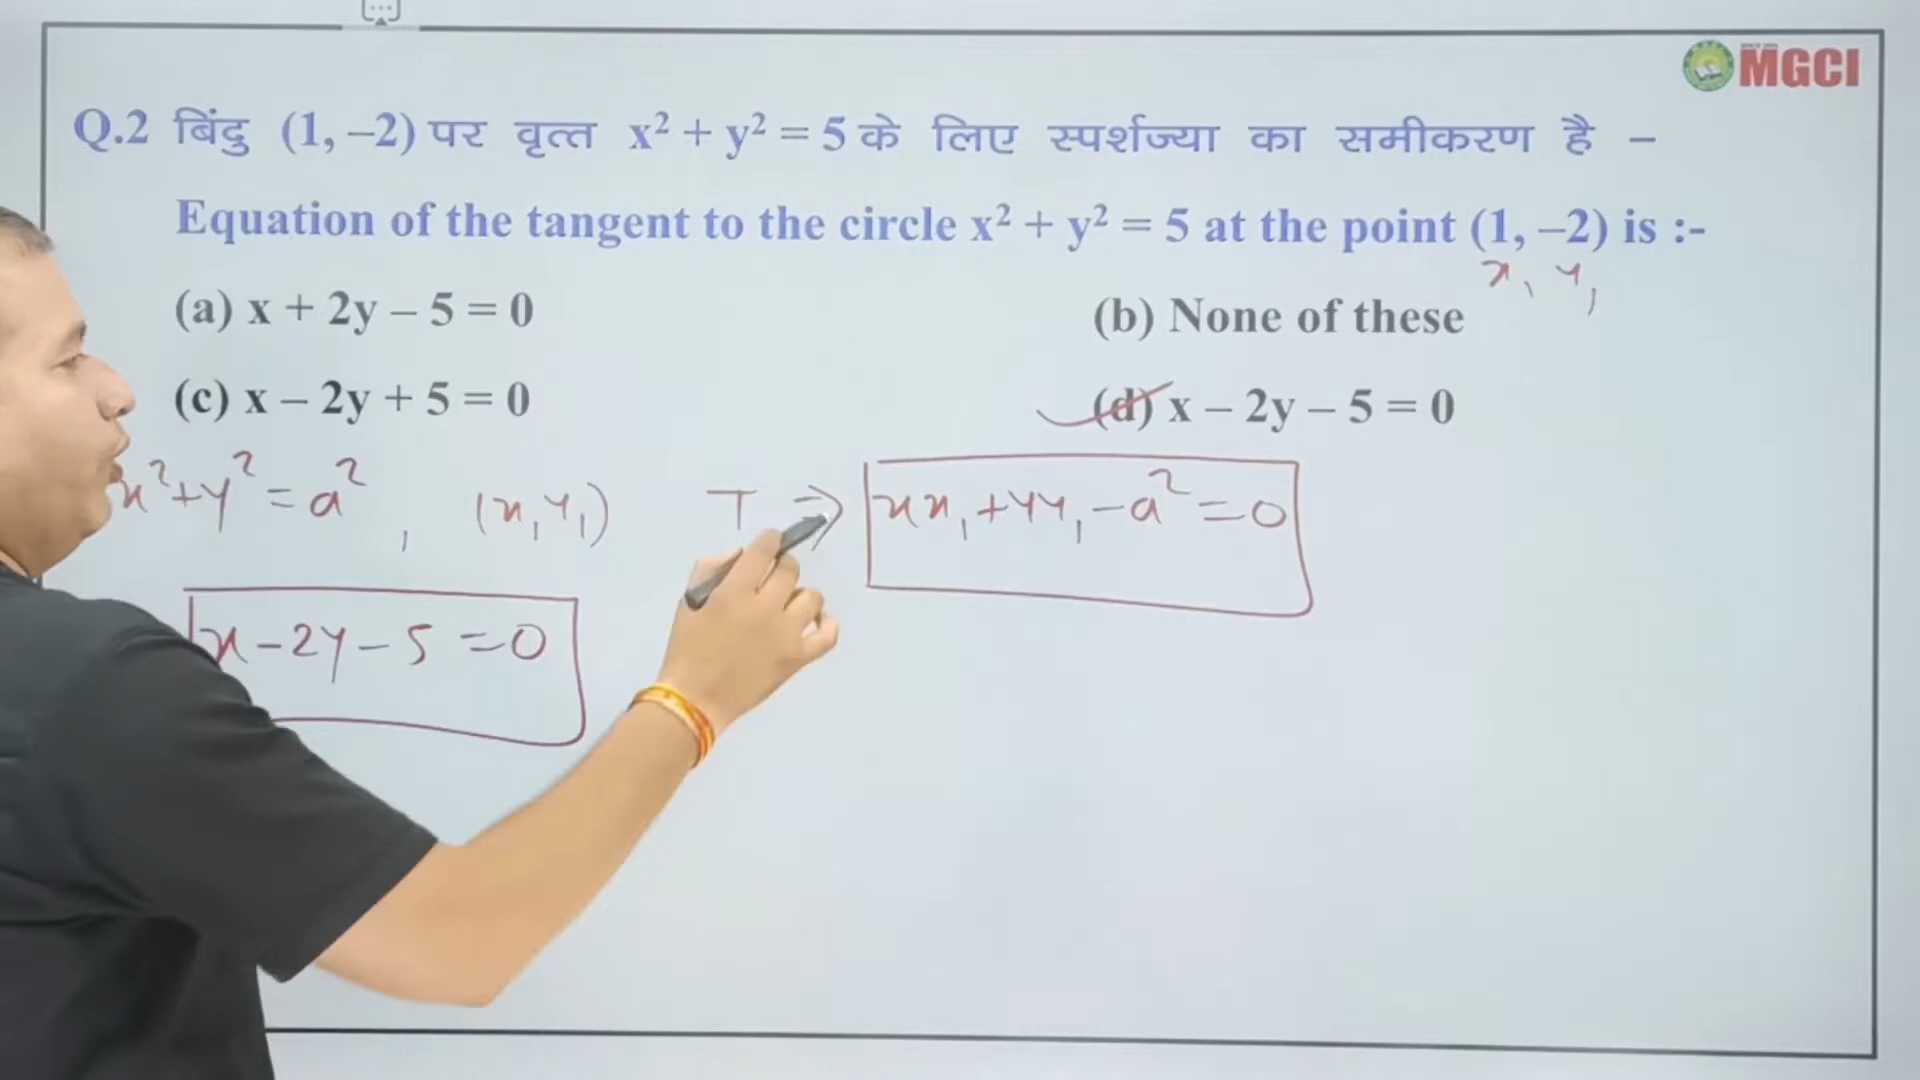 MGCI
Q.2 बिंदु (1, –2) पर वृत्त x² + y² = 5 के लिए स्पर्शज्या का समीकरण है –
Equation of the tangent to the circle x² + y² = 5 at the point (1, –2) is :-
x₁ y₁
(a) x + 2y – 5 = 0
(b) None of these
(c) x – 2y + 5 = 0
(d) x – 2y – 5 = 0
x² + y² = a² , (x₁ y₁) T ⇒ xx₁ + yy₁ – a² = 0
x – 2y – 5 = 0